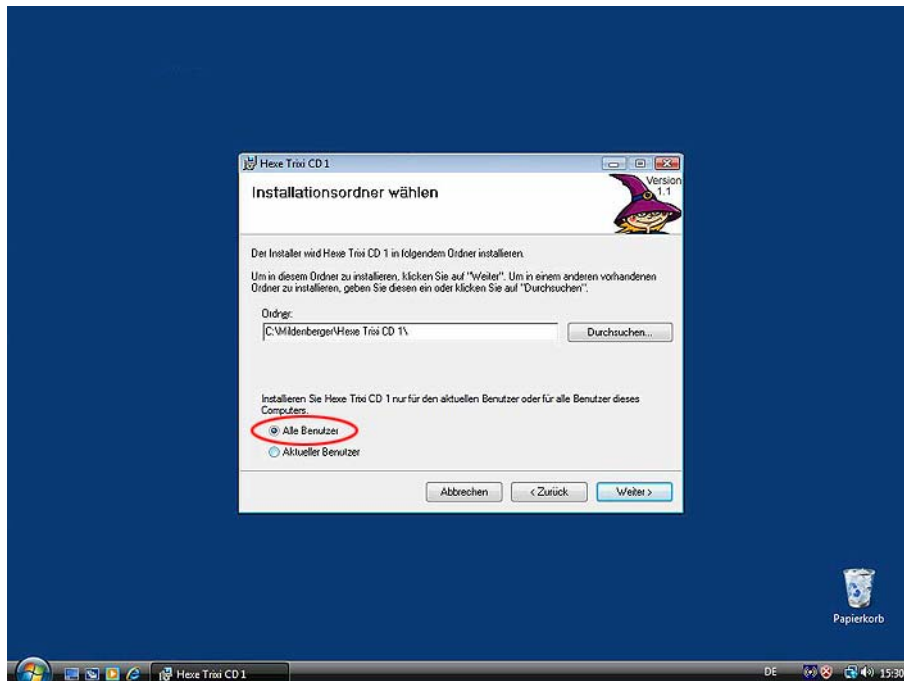 Hexe Trixi CD 1
Installationsordner wählen
Version
1.1
Der Installer wird Hexe Trixi CD 1 in folgendem Ordner installieren.
Um in diesem Ordner zu installieren, klicken Sie auf "Weiter". Um in einem anderen vorhandenen
Ordner zu installieren, geben Sie diesen ein oder klicken Sie auf "Durchsuchen".
Ordner:
C:\Mildenberger\Hexe Trixi CD 1\
Durchsuchen...
Installieren Sie Hexe Trixi CD 1 nur für den aktuellen Benutzer oder für alle Benutzer dieses
Computers.
Alle Benutzer
Aktueller Benutzer
Abbrechen
< Zurück
Weiter >
Papierkorb
Hexe Trixi CD 1
DE
15:30